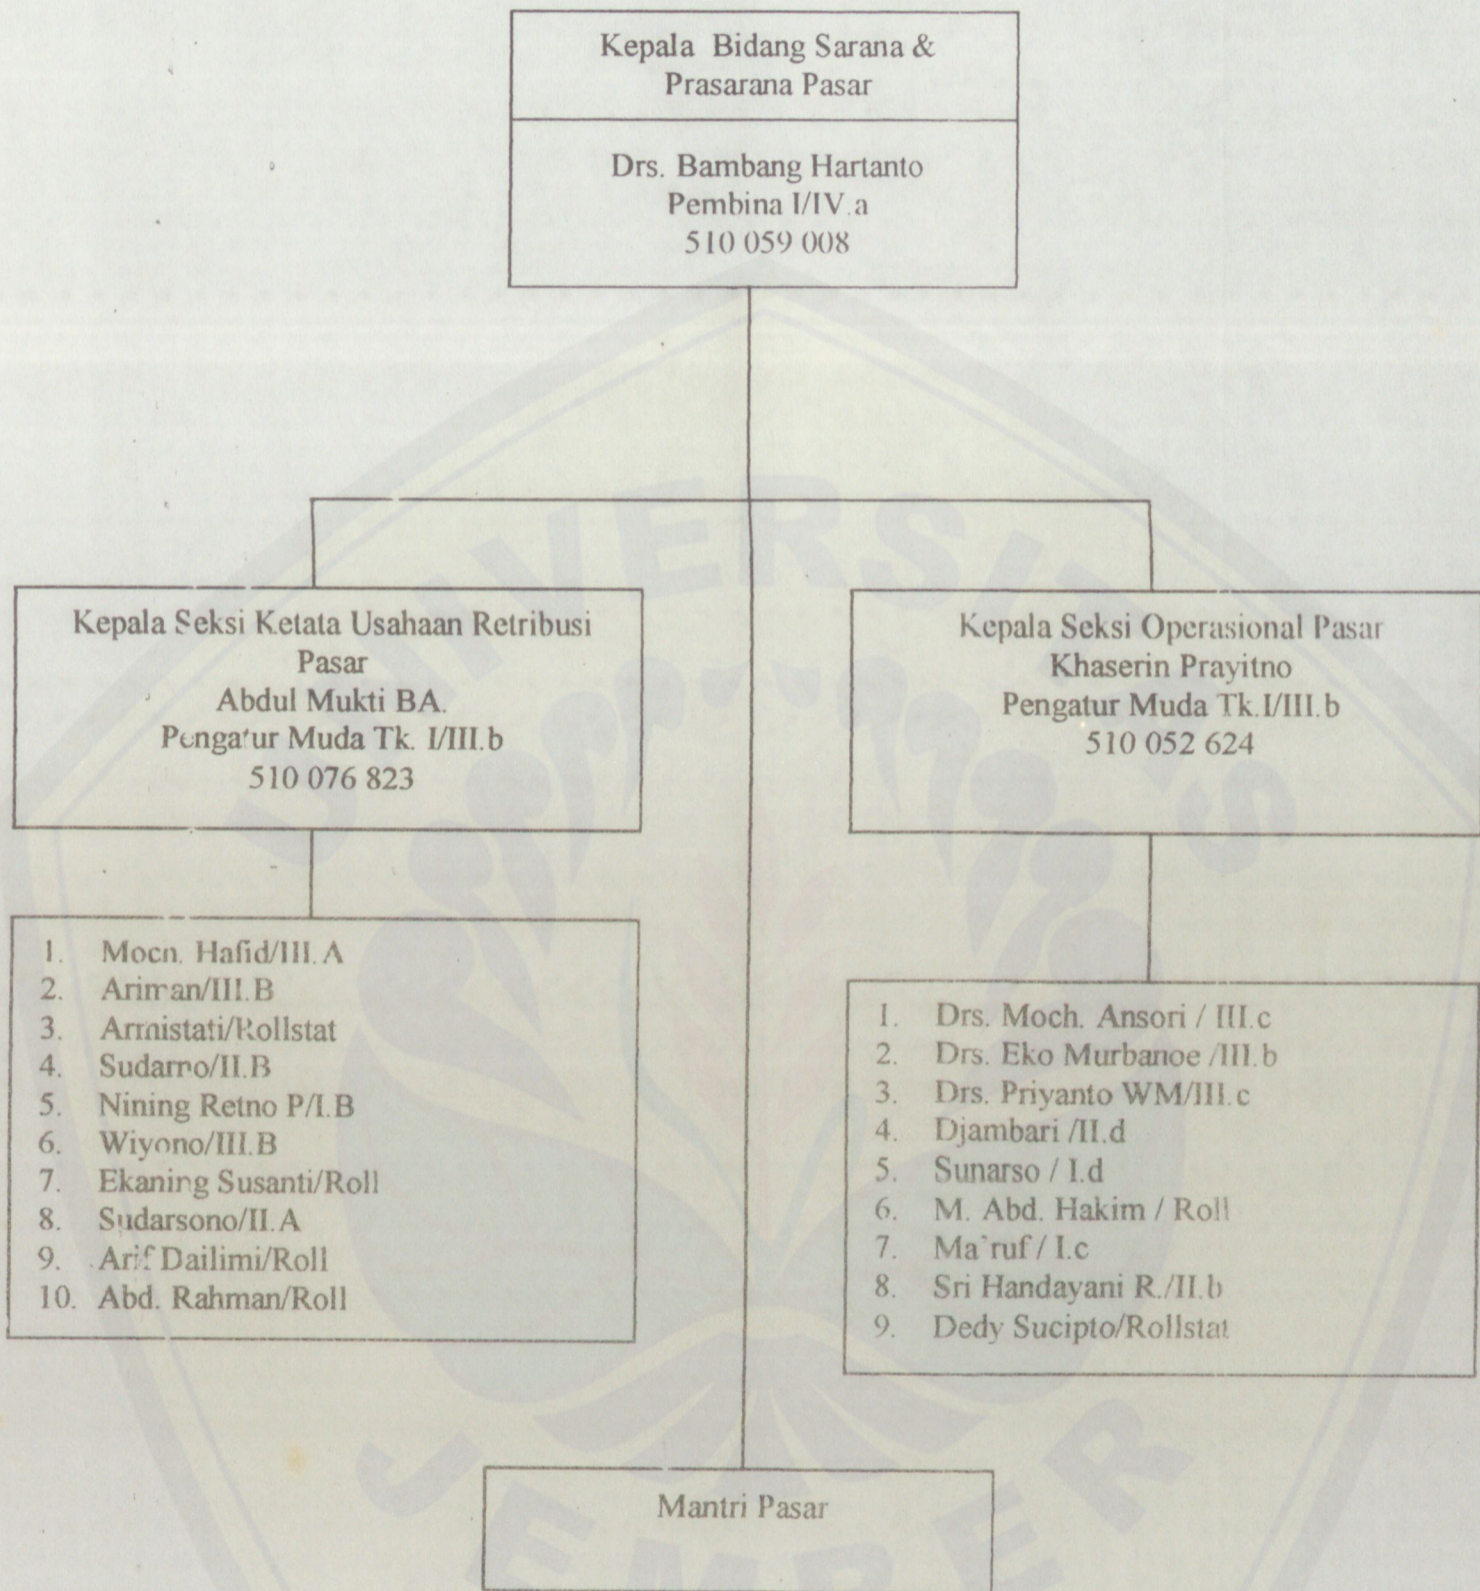 Kepala Bidang Sarana &
Prasarana Pasar
Drs. Bambang Hartanto
Pembina I/IV.a
510 059 008
Kepala Seksi Ketata Usahaan Retribusi
Pasar
Abdul Mukti BA.
Pengatur Muda Tk. I/III.b
510 076 823
Kepala Seksi Operasional Pasar
Khaserin Prayitno
Pengatur Muda Tk.I/III.b
510 052 624
1. Moch. Hafid/III.A
2. Ariman/III.B
3. Armistati/Rollstat
4. Sudarno/II.B
5. Nining Retno P/I.B
6. Wiyono/III.B
7. Ekaning Susanti/Roll
8. Sudarsono/II.A
9. Arif Dailimi/Roll
10. Abd. Rahman/Roll
1. Drs. Moch. Ansori / III.c
2. Drs. Eko Murbanoe /III.b
3. Drs. Priyanto WM/III.c
4. Djambari /II.d
5. Sunarso / I.d
6. M. Abd. Hakim / Roll
7. Ma`ruf / I.c
8. Sri Handayani R./II.b
9. Dedy Sucipto/Rollstat
Mantri Pasar
UNIVERSITAS
JEMBER